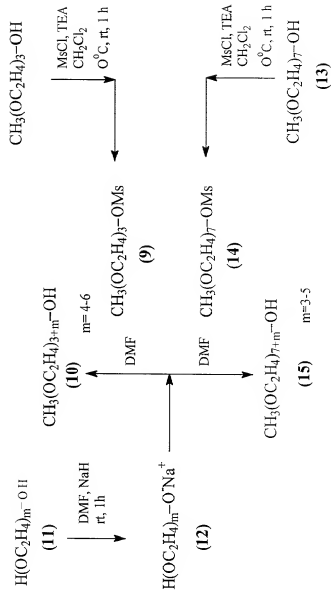 CH3(OC2H4)3–OH
MsCl, TEA
CH2Cl2
O°C, rt, 1 h
CH3(OC2H4)3–OMs
(9)
CH3(OC2H4)7–OMs
(14)
MsCl, TEA
CH2Cl2
O°C, rt, 1 h
CH3(OC2H4)7–OH
(13)
CH3(OC2H4)3+m–OH
(10)
m= 4-6
DMF
DMF
CH3(OC2H4)7+m–OH
(15)
m=3-5
H(OC2H4)m–OH
(11)
DMF, NaH
rt, 1h
H(OC2H4)m–O-Na+
(12)